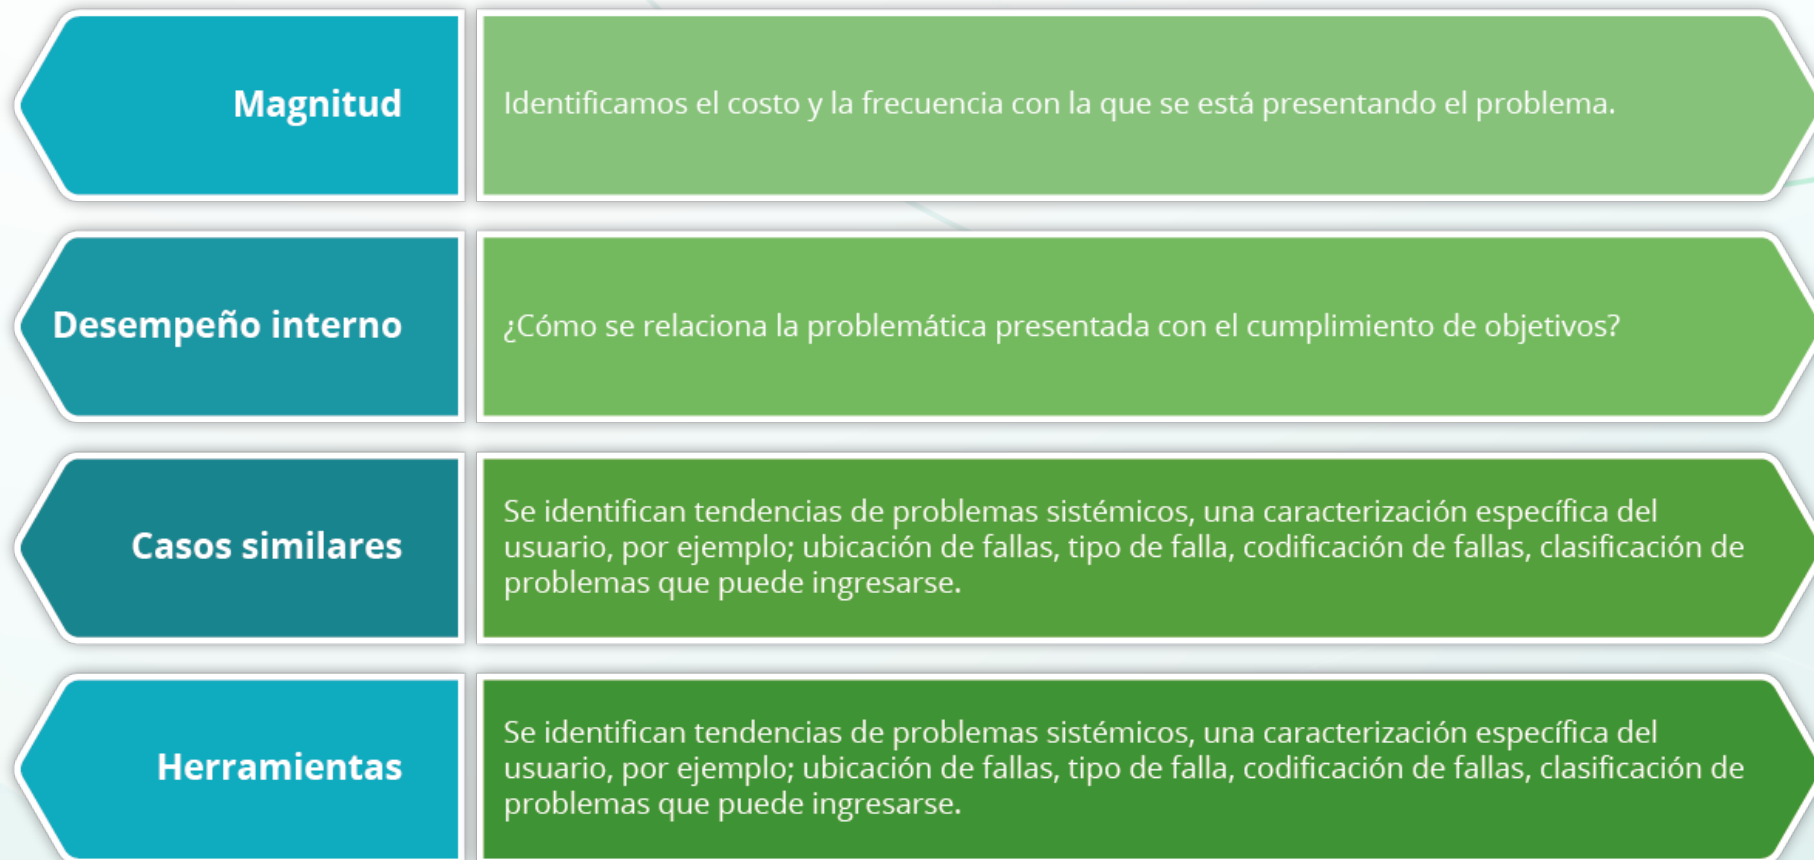 Magnitud
Identificamos el costo y la frecuencia con la que se está presentando el problema.
Desempeño interno
¿Cómo se relaciona la problemática presentada con el cumplimiento de objetivos?
Casos similares
Se identifican tendencias de problemas sistémicos, una caracterización específica del
usuario, por ejemplo; ubicación de fallas, tipo de falla, codificación de fallas, clasificación de
problemas que puede ingresarse.
Herramientas
Se identifican tendencias de problemas sistémicos, una caracterización específica del
usuario, por ejemplo; ubicación de fallas, tipo de falla, codificación de fallas, clasificación de
problemas que puede ingresarse.